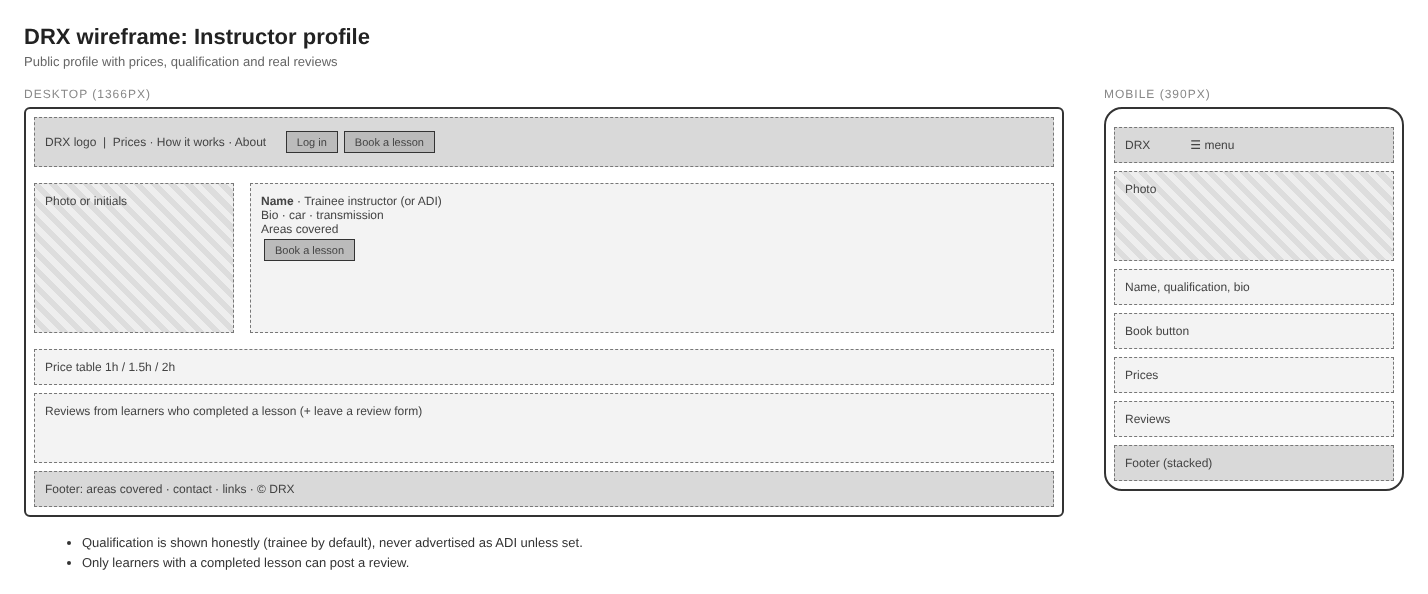 DRX wireframe: Instructor profile
Public profile with prices, qualification and real reviews
DESKTOP (1366PX)
DRX logo | Prices · How it works · About Log in Book a lesson
Photo or initials
Name · Trainee instructor (or ADI)
Bio · car · transmission
Areas covered
Book a lesson
Price table 1h / 1.5h / 2h
Reviews from learners who completed a lesson (+ leave a review form)
Footer: areas covered · contact · links · © DRX
MOBILE (390PX)
DRX ☰ menu
Photo
Name, qualification, bio
Book button
Prices
Reviews
Footer (stacked)
• Qualification is shown honestly (trainee by default), never advertised as ADI unless set.
• Only learners with a completed lesson can post a review.